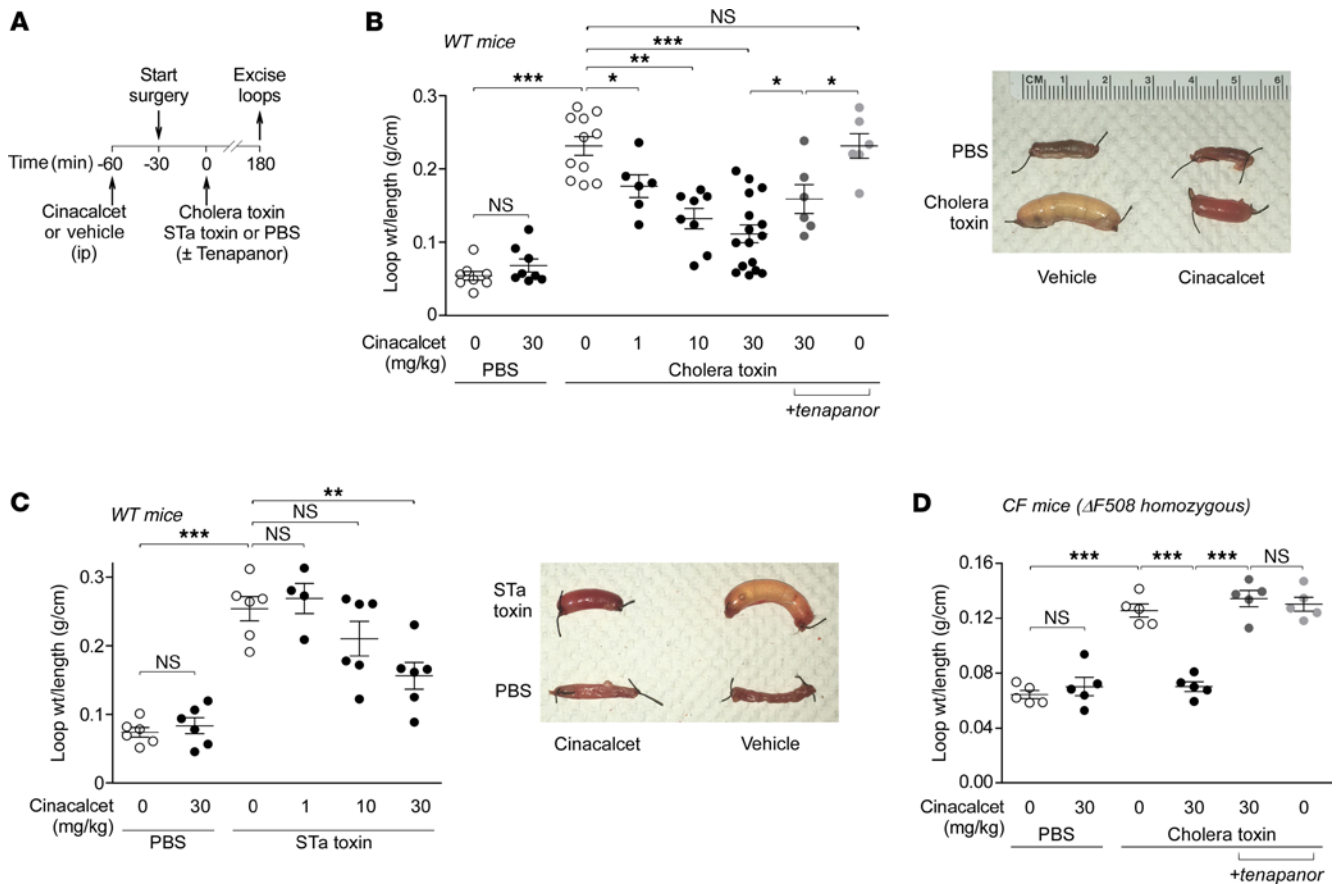 A
Start
surgery
Excise
loops
Time (min) -60 -30 0 180
Cinacalcet
or vehicle
(ip)
Cholera toxin
STa toxin or PBS
(± Tenapanor)
B
WT mice
NS
***
**
*** * * *
NS
Loop wt/length (g/cm)
0.3
0.2
0.1
0
Cinacalcet
(mg/kg)
0 30 0 1 10 30 30 0
PBS Cholera toxin
+tenapanor
CM 1 2 3 4 5 6
PBS
Cholera
toxin
Vehicle Cinacalcet
C
WT mice
**
NS
*** NS
NS
Loop wt/length (g/cm)
0.3
0.2
0.1
0
Cinacalcet
(mg/kg)
0 30 0 1 10 30
PBS STa toxin
STa
toxin
PBS
Cinacalcet Vehicle
D
CF mice (ΔF508 homozygous)
*** *** *** NS
NS
Loop wt/length (g/cm)
0.16
0.12
0.08
0.04
0.00
Cinacalcet
(mg/kg)
0 30 0 30 30 0
PBS Cholera toxin
+tenapanor